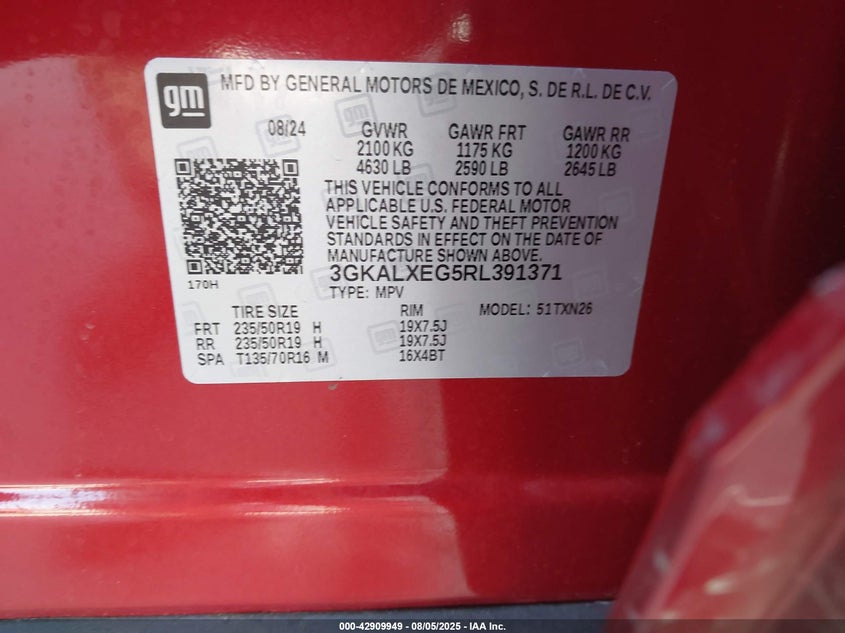 gm
MFD BY GENERAL MOTORS DE MEXICO, S. DE R.L. DE C.V.
08/24 GVWR GAWR FRT GAWR RR
2100 KG 1175 KG 1200 KG
4630 LB 2590 LB 2645 LB
THIS VEHICLE CONFORMS TO ALL
APPLICABLE U.S. FEDERAL MOTOR
VEHICLE SAFETY AND THEFT PREVENTION
STANDARDS IN EFFECT ON THE DATE OF
MANUFACTURE SHOWN ABOVE.
3GKALXEG5RL391371
170H
TYPE: MPV
TIRE SIZE RIM MODEL: 51TXN26
FRT 235/50R19 H 19X7.5J
RR 235/50R19 H 19X7.5J
SPA T135/70R16 M 16X4BT
000-42909949 - 08/05/2025 - IAA Inc.